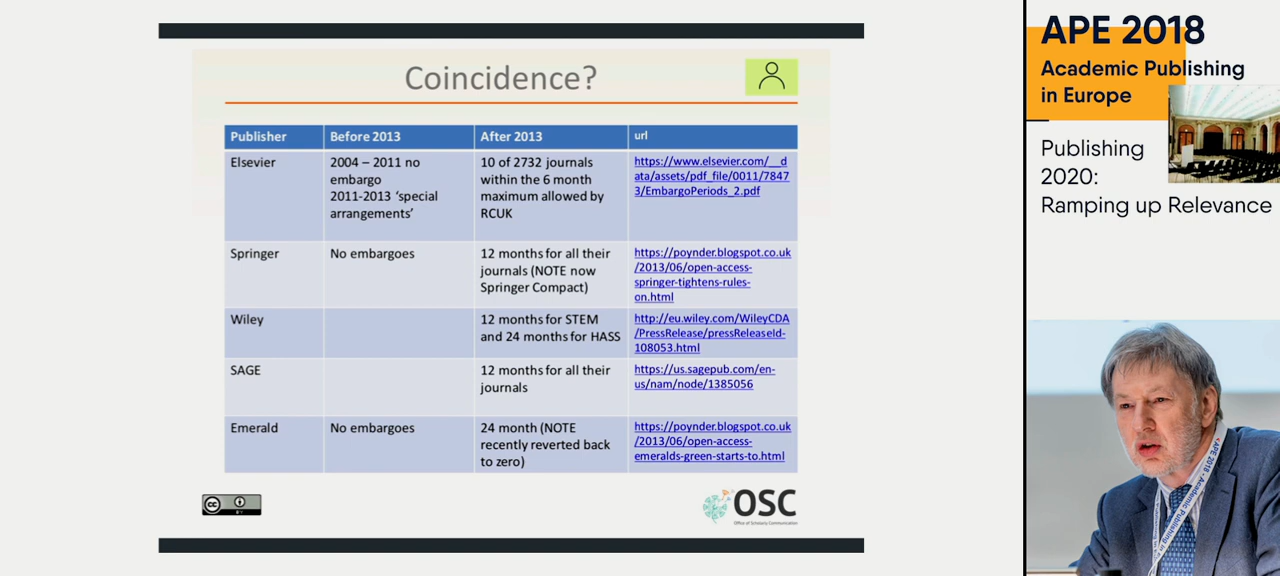 Coincidence?
Publisher
Before 2013
After 2013
url
Elsevier
2004 – 2011 no
embargo
2011-2013 ‘special
arrangements’
10 of 2732 journals
within the 6 month
maximum allowed by
RCUK
https://www.elsevier.com/__d
ata/assets/pdf_file/0011/7847
3/EmbargoPeriods_2.pdf
Springer
No embargoes
12 months for all their
journals (NOTE now
Springer Compact)
https://poynder.blogspot.co.uk
/2013/06/open-access-
springer-tightens-rules-
on.html
Wiley
12 months for STEM
and 24 months for HASS
http://eu.wiley.com/WileyCDA
/PressRelease/pressReleaseId-
108053.html
SAGE
12 months for all their
journals
https://us.sagepub.com/en-
us/nam/node/1385056
Emerald
No embargoes
24 month (NOTE
recently reverted back
to zero)
https://poynder.blogspot.co.uk
/2013/06/open-access-
emeralds-green-starts-to.html
cc
BY
OSC
Office of Scholarly Communication
APE 2018
Academic Publishing
in Europe
Publishing
2020:
Ramping up Relevance
APE 2018 - Academic Publishing in